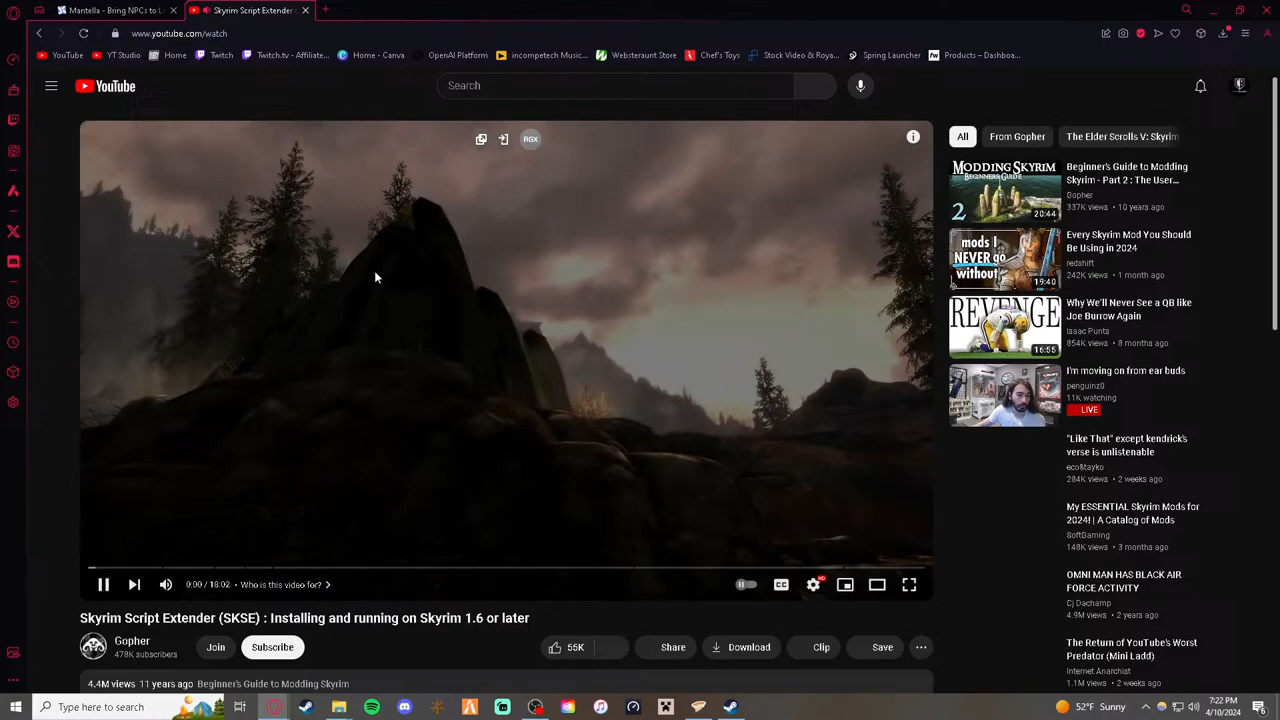 Mantella - Bring NPCs to L
Skyrim Script Extender (
www.youtube.com/watch
YouTube
YT Studio
Home
Twitch
Twitch.tv - Affiliate...
Home - Canva
OpenAI Platform
incompetech Music...
Websteraunt Store
Chef's Toys
Stock Video & Roya...
Spring Launcher
Products – Dashboa...
YouTube
Search
RGX
All
From Gopher
The Elder Scrolls V: Skyrim
MODDING SKYRIM
BEGINNERS GUIDE
2
20:44
Beginner's Guide to Modding
Skyrim - Part 2 : The User...
Gopher
337K views • 10 years ago
mods I
NEVER go
without
19:40
Every Skyrim Mod You Should
Be Using in 2024
redshift
242K views • 1 month ago
REVENGE
16:55
Why We'll Never See a QB like
Joe Burrow Again
Isaac Punts
854K views • 8 months ago
I'm moving on from ear buds
penguinz0
11K watching
LIVE
"Like That" except kendrick's
verse is unlistenable
eco&tayko
284K views • 2 weeks ago
My ESSENTIAL Skyrim Mods for
2024! | A Catalog of Mods
SoftGaming
148K views • 3 months ago
OMNI MAN HAS BLACK AIR
FORCE ACTIVITY
Cj Dachamp
4.9M views • 2 years ago
The Return of YouTube's Worst
Predator (Mini Ladd)
Internet Anarchist
1.1M views • 2 weeks ago
0:00 / 18:02 • Who is this video for? >
CC
HD
Skyrim Script Extender (SKSE) : Installing and running on Skyrim 1.6 or later
Gopher
478K subscribers
Join
Subscribe
55K
Share
Download
Clip
Save
4.4M views 11 years ago Beginner's Guide to Modding Skyrim
Type here to search
52°F Sunny
7:22 PM
4/10/2024